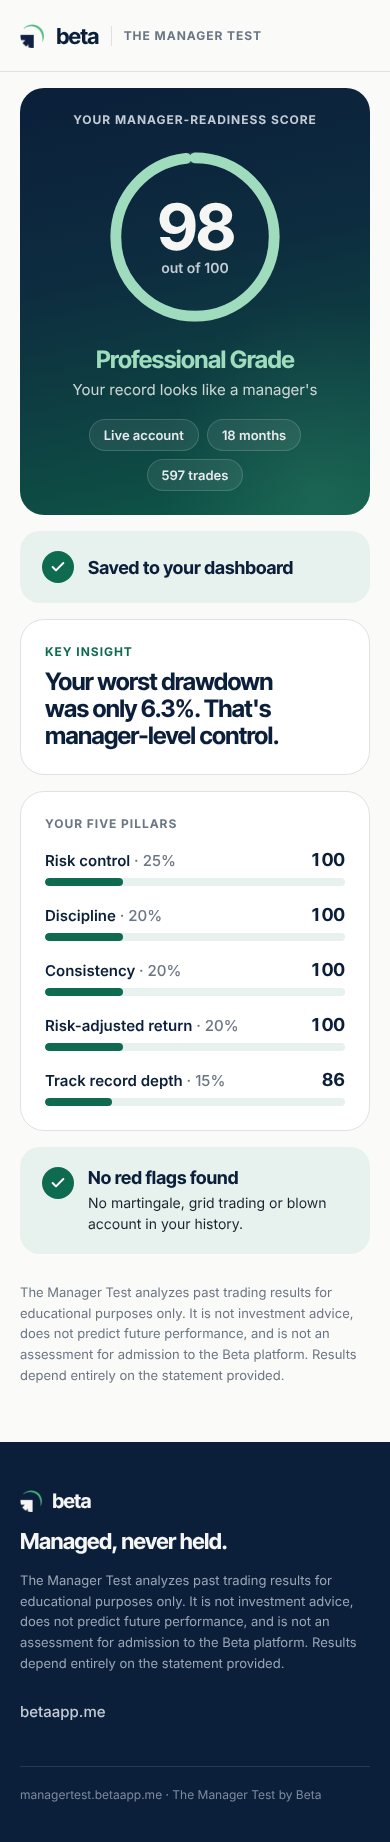 beta THE MANAGER TEST
YOUR MANAGER-READINESS SCORE
98
out of 100
Professional Grade
Your record looks like a manager's
Live account 18 months
597 trades
Saved to your dashboard
KEY INSIGHT
Your worst drawdown
was only 6.3%. That's
manager-level control.
YOUR FIVE PILLARS
Risk control · 25% 100
Discipline · 20% 100
Consistency · 20% 100
Risk-adjusted return · 20% 100
Track record depth · 15% 86
No red flags found
No martingale, grid trading or blown
account in your history.
The Manager Test analyzes past trading results for
educational purposes only. It is not investment advice,
does not predict future performance, and is not an
assessment for admission to the Beta platform. Results
depend entirely on the statement provided.
beta
Managed, never held.
The Manager Test analyzes past trading results for
educational purposes only. It is not investment advice,
does not predict future performance, and is not an
assessment for admission to the Beta platform. Results
depend entirely on the statement provided.
betaapp.me
managertest.betaapp.me · The Manager Test by Beta